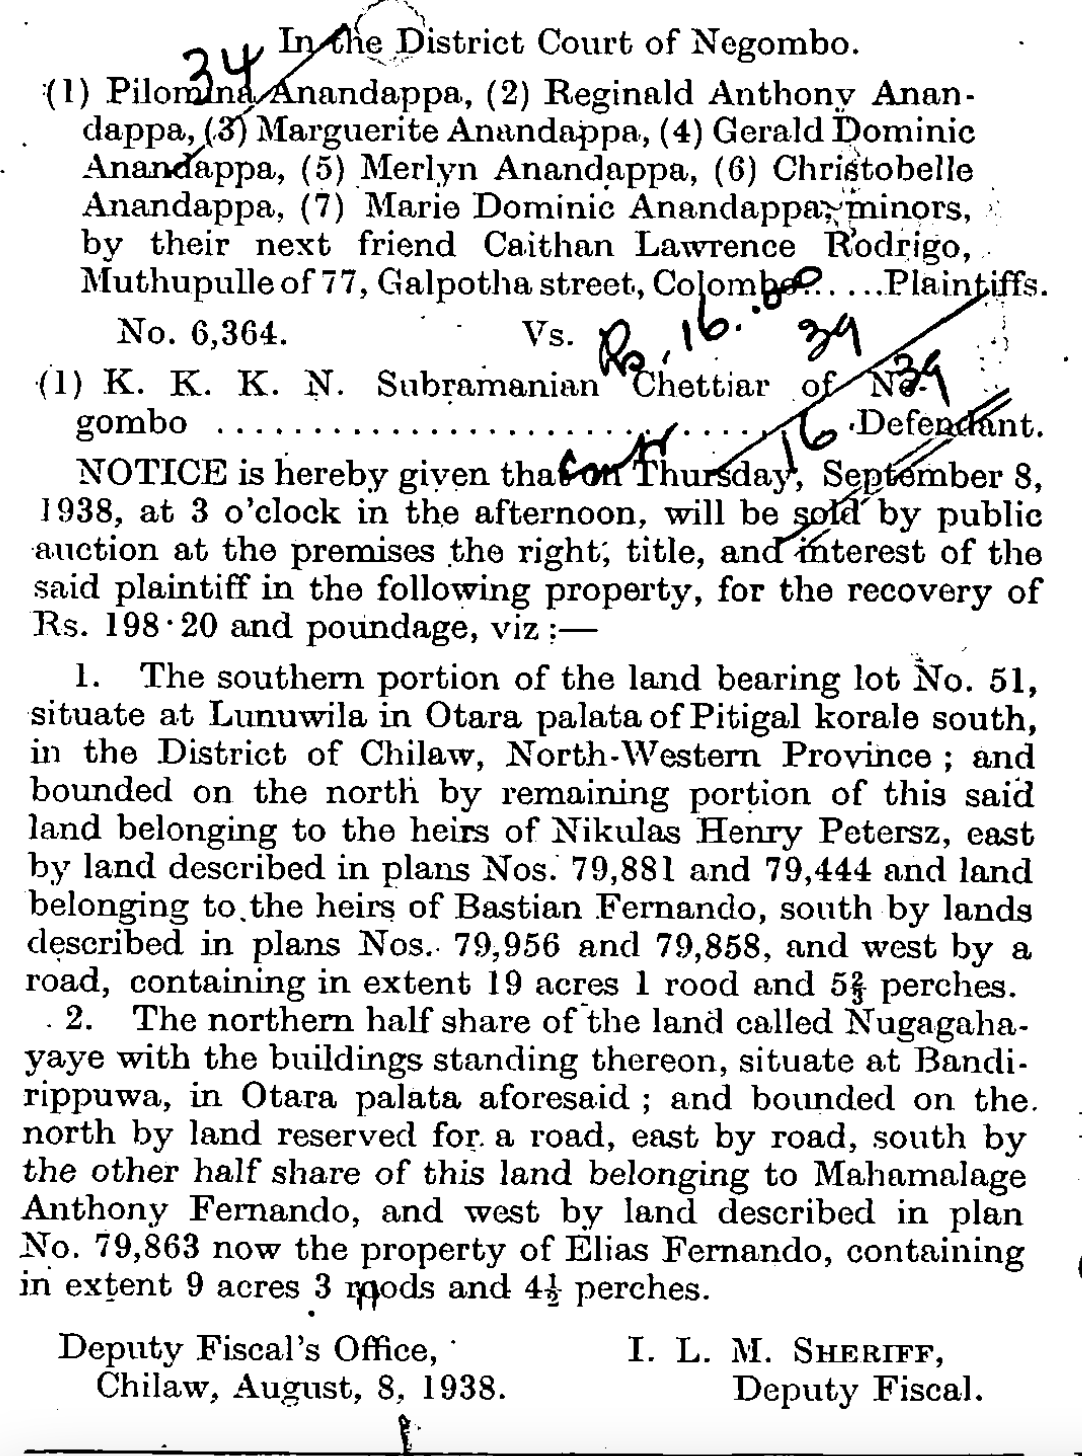 In the District Court of Negombo.
34
(1) Pilomina Anandappa, (2) Reginald Anthony Anan-
dappa, (3) Marguerite Anandappa, (4) Gerald Dominic
Anandappa, (5) Merlyn Anandappa, (6) Christobelle
Anandappa, (7) Marie Dominic Anandappa, minors,
by their next friend Caithan Lawrence Rodrigo,
Muthupulle of 77, Galpotha street, Colombo......Plaintiffs.
No. 6,364. Vs. Rs. 16.00 39
(1) K. K. K. N. Subramanian Chettiar of Ne- 39
gombo ............................ 16 Defendant.
NOTICE is hereby given that on Thursday, September 8,
1938, at 3 o'clock in the afternoon, will be sold by public
auction at the premises the right, title, and interest of the
said plaintiff in the following property, for the recovery of
Rs. 198·20 and poundage, viz :—
1. The southern portion of the land bearing lot No. 51,
situate at Lunuwila in Otara palata of Pitigal korale south,
in the District of Chilaw, North-Western Province ; and
bounded on the north by remaining portion of this said
land belonging to the heirs of Nikulas Henry Petersz, east
by land described in plans Nos. 79,881 and 79,444 and land
belonging to the heirs of Bastian Fernando, south by lands
described in plans Nos. 79,956 and 79,858, and west by a
road, containing in extent 19 acres 1 rood and 5⅔ perches.
2. The northern half share of the land called Nugagaha-
yaye with the buildings standing thereon, situate at Bandi-
rippuwa, in Otara palata aforesaid ; and bounded on the
north by land reserved for a road, east by road, south by
the other half share of this land belonging to Mahamalage
Anthony Fernando, and west by land described in plan
No. 79,863 now the property of Elias Fernando, containing
in extent 9 acres 3 roods and 4½ perches.
Deputy Fiscal's Office, I. L. M. SHERIFF,
Chilaw, August, 8, 1938. Deputy Fiscal.